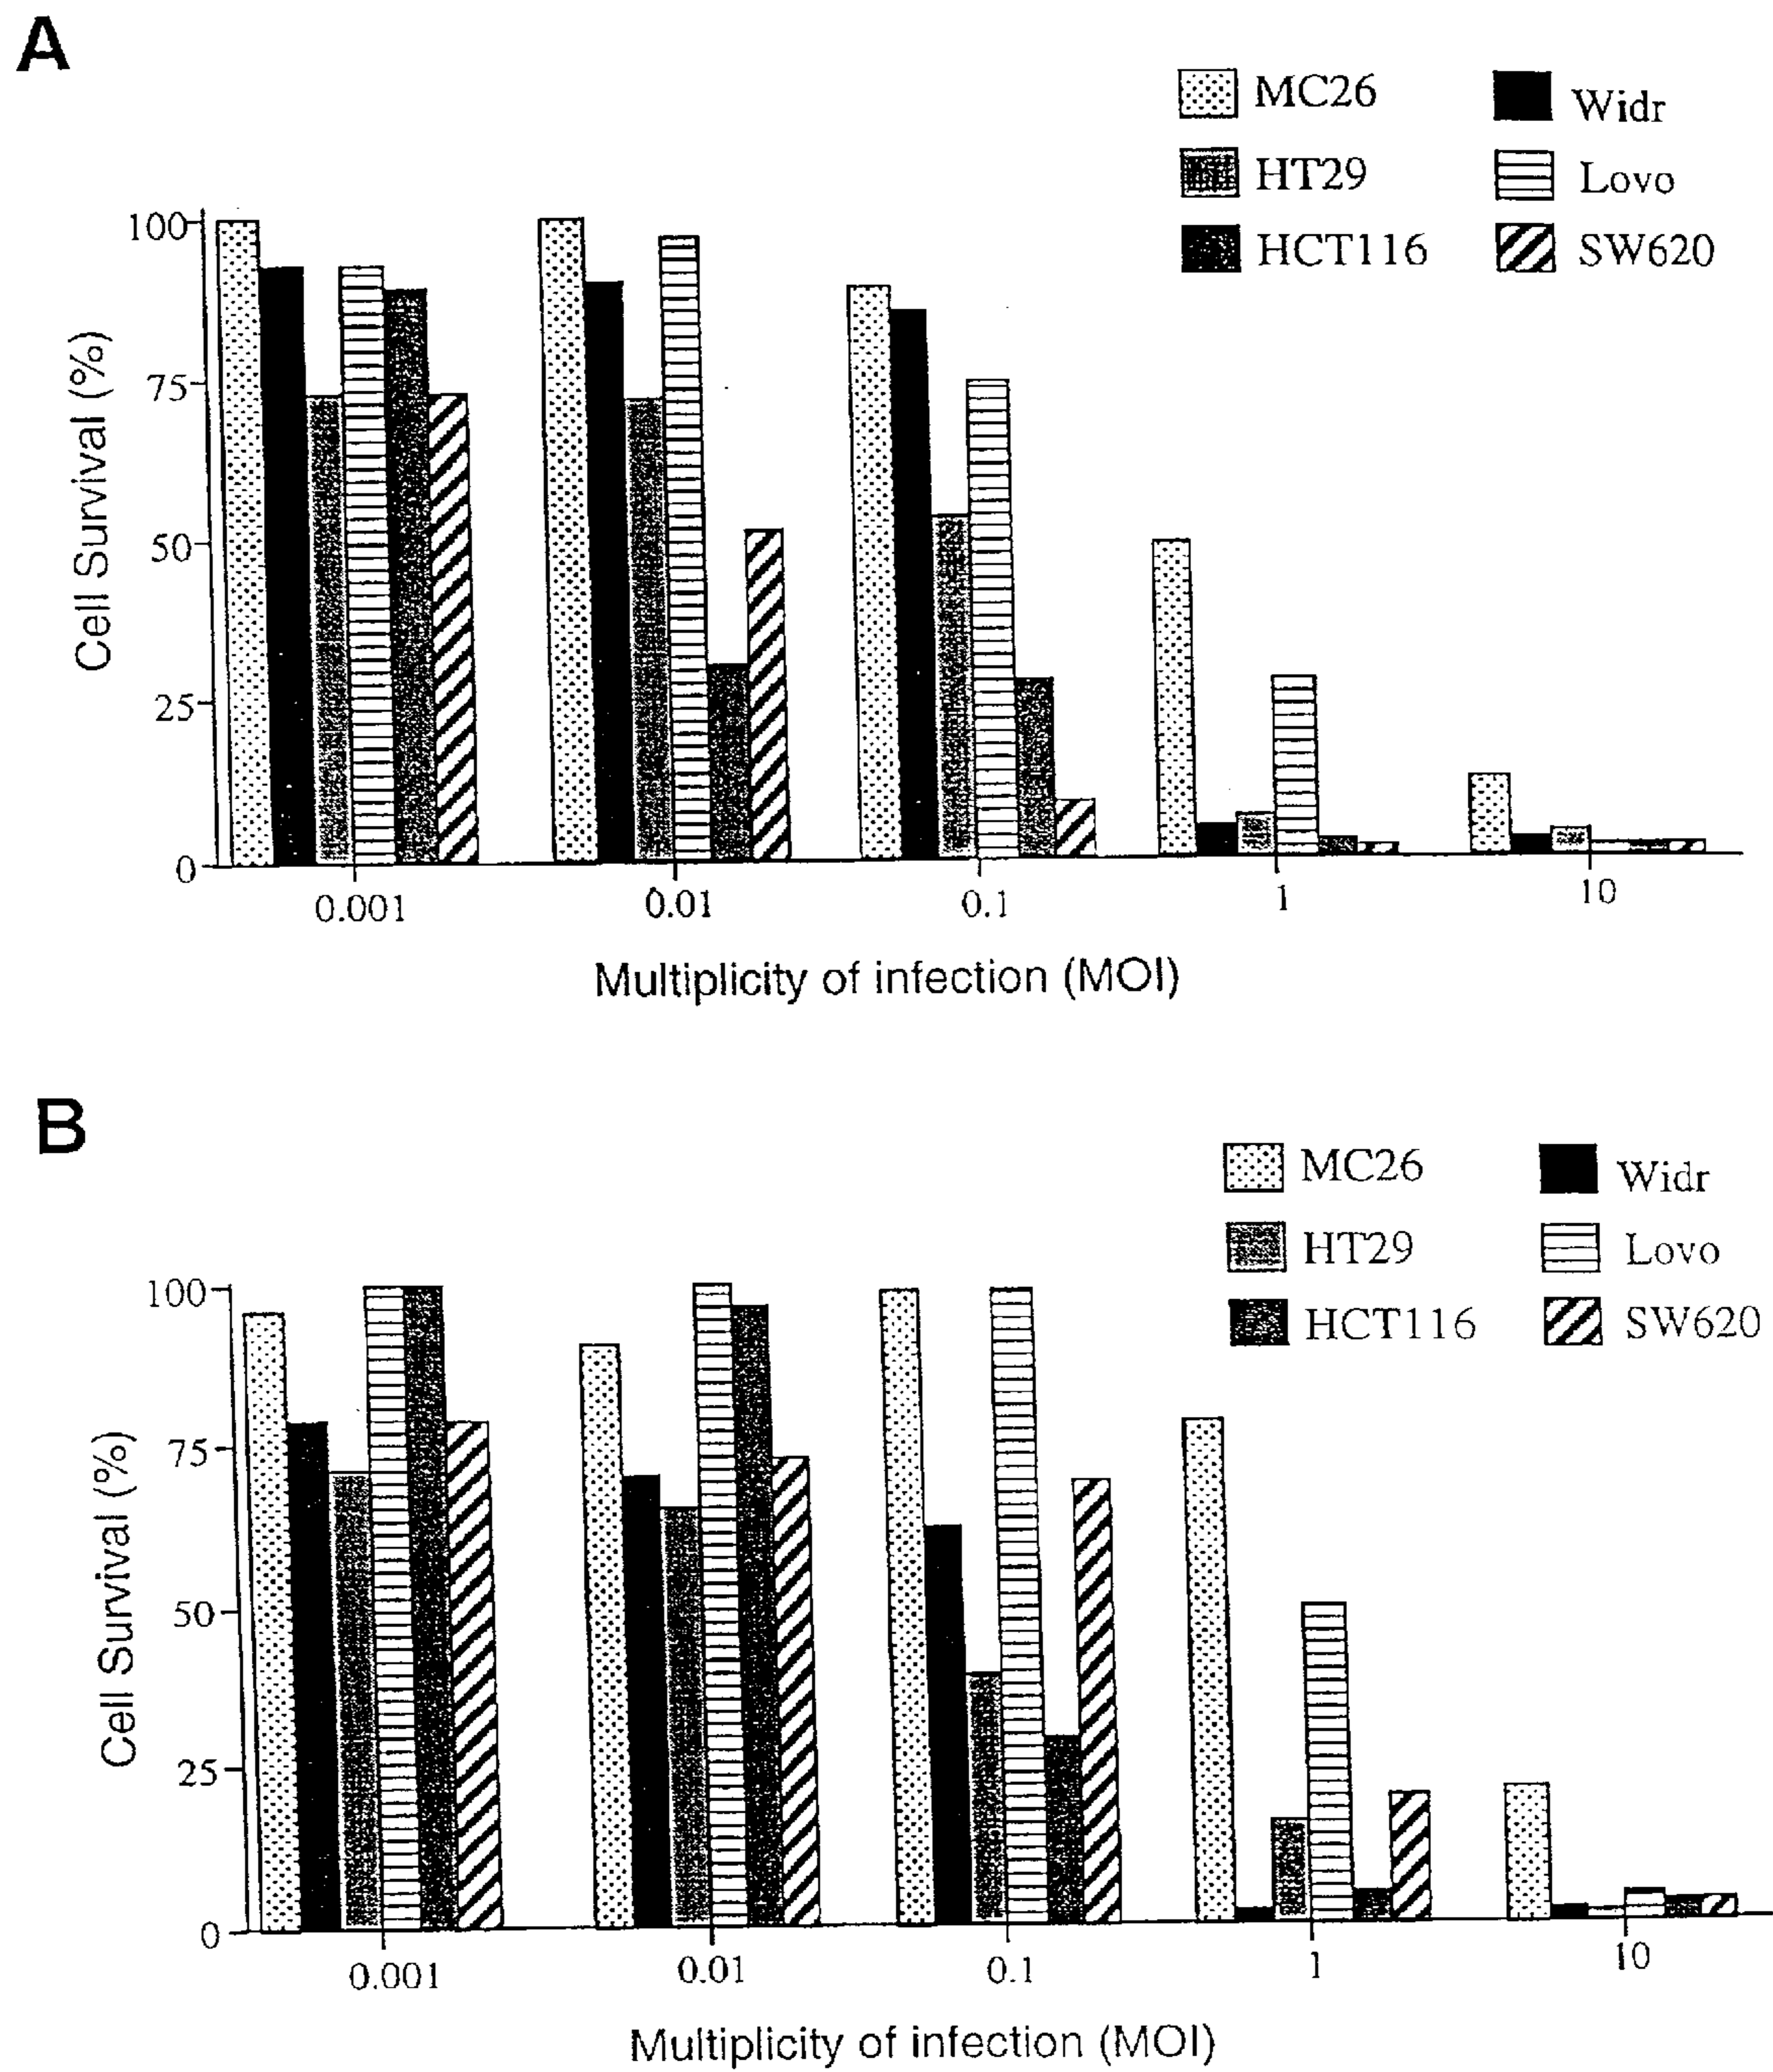 A
MC26 Widr
HT29 Lovo
HCT116 SW620
100
75
50
25
0
Cell Survival (%)
0.001 0.01 0.1 1 10
Multiplicity of infection (MOI)
B
MC26 Widr
HT29 Lovo
HCT116 SW620
100
75
50
25
0
Cell Survival (%)
0.001 0.01 0.1 1 10
Multiplicity of infection (MOI)